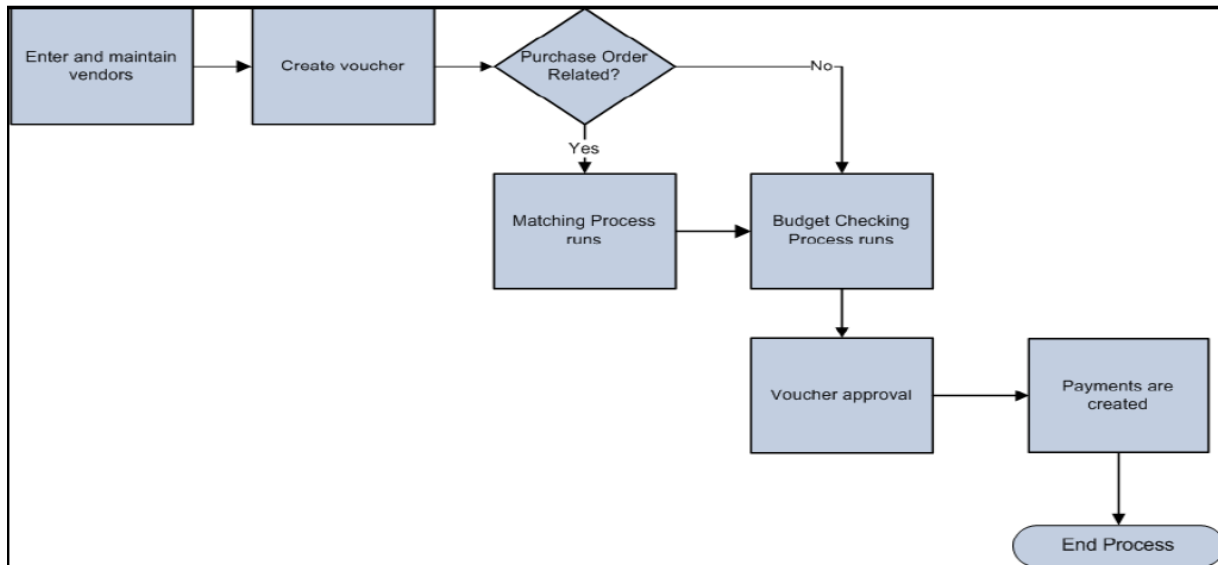 Enter and maintain
vendors
Create voucher
Purchase Order
Related?
No
Yes
Matching Process
runs
Budget Checking
Process runs
Voucher approval
Payments are
created
End Process